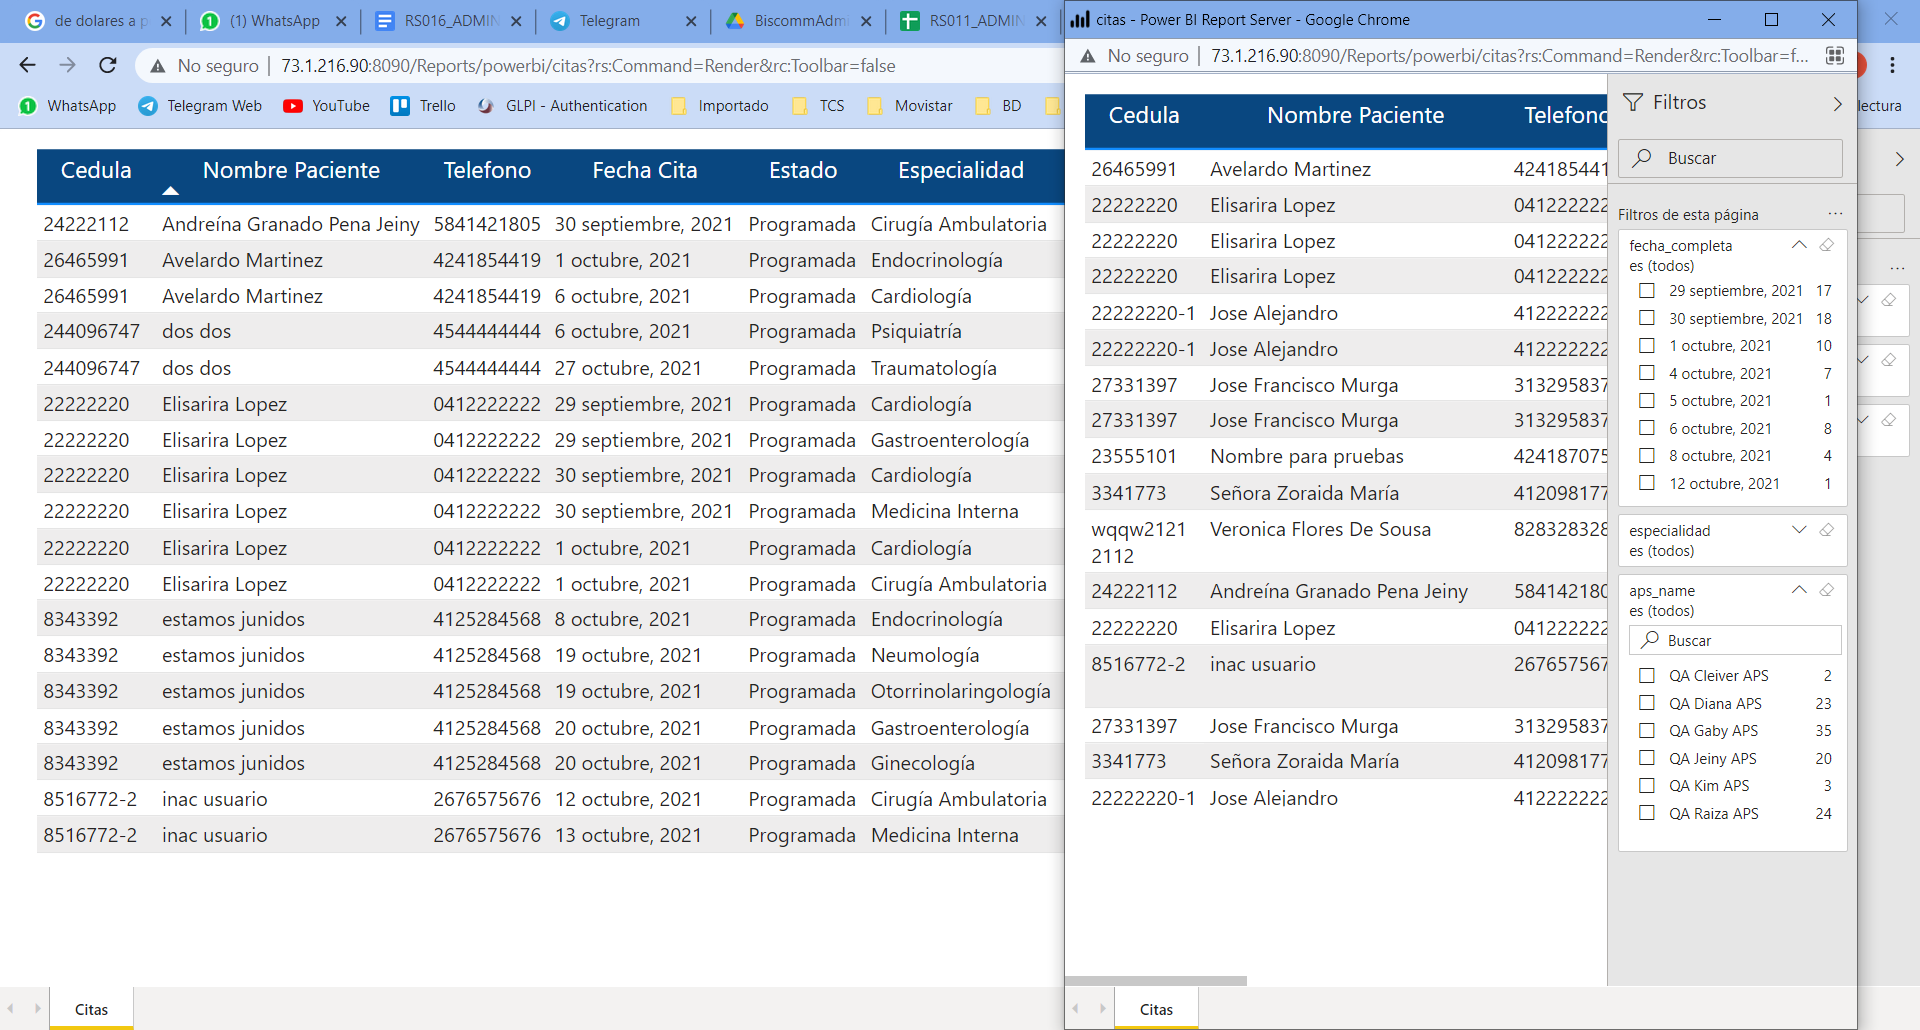 de dolares a p
(1) WhatsApp
RS016_ADMIN
Telegram
BiscommAdm
RS011_ADMIN
No seguro | 73.1.216.90:8090/Reports/powerbi/citas?rs:Command=Render&rc:Toolbar=false
WhatsApp Telegram Web YouTube Trello GLPI - Authentication Importado TCS Movistar BD
lectura
Cedula Nombre Paciente Telefono Fecha Cita Estado Especialidad
24222112 Andreína Granado Pena Jeiny 5841421805 30 septiembre, 2021 Programada Cirugía Ambulatoria
26465991 Avelardo Martinez 4241854419 1 octubre, 2021 Programada Endocrinología
26465991 Avelardo Martinez 4241854419 6 octubre, 2021 Programada Cardiología
244096747 dos dos 4544444444 6 octubre, 2021 Programada Psiquiatría
244096747 dos dos 4544444444 27 octubre, 2021 Programada Traumatología
22222220 Elisarira Lopez 0412222222 29 septiembre, 2021 Programada Cardiología
22222220 Elisarira Lopez 0412222222 29 septiembre, 2021 Programada Gastroenterología
22222220 Elisarira Lopez 0412222222 30 septiembre, 2021 Programada Cardiología
22222220 Elisarira Lopez 0412222222 30 septiembre, 2021 Programada Medicina Interna
22222220 Elisarira Lopez 0412222222 1 octubre, 2021 Programada Cardiología
22222220 Elisarira Lopez 0412222222 1 octubre, 2021 Programada Cirugía Ambulatoria
8343392 estamos junidos 4125284568 8 octubre, 2021 Programada Endocrinología
8343392 estamos junidos 4125284568 19 octubre, 2021 Programada Neumología
8343392 estamos junidos 4125284568 19 octubre, 2021 Programada Otorrinolaringología
8343392 estamos junidos 4125284568 20 octubre, 2021 Programada Gastroenterología
8343392 estamos junidos 4125284568 20 octubre, 2021 Programada Ginecología
8516772-2 inac usuario 2676575676 12 octubre, 2021 Programada Cirugía Ambulatoria
8516772-2 inac usuario 2676575676 13 octubre, 2021 Programada Medicina Interna
Citas
citas - Power BI Report Server - Google Chrome
No seguro | 73.1.216.90:8090/Reports/powerbi/citas?rs:Command=Render&rc:Toolbar=f...
Cedula Nombre Paciente Telefono
26465991 Avelardo Martinez 424185441
22222220 Elisarira Lopez 041222222
22222220 Elisarira Lopez 041222222
22222220 Elisarira Lopez 041222222
22222220-1 Jose Alejandro 412222222
22222220-1 Jose Alejandro 412222222
27331397 Jose Francisco Murga 313295837
27331397 Jose Francisco Murga 313295837
23555101 Nombre para pruebas 424187075
3341773 Señora Zoraida María 412098177
wqqw2121 Veronica Flores De Sousa 828328328
2112
24222112 Andreína Granado Pena Jeiny 584142180
22222220 Elisarira Lopez 041222222
8516772-2 inac usuario 267657567
27331397 Jose Francisco Murga 313295837
3341773 Señora Zoraida María 412098177
22222220-1 Jose Alejandro 412222222
Citas
Filtros
Buscar
Filtros de esta página ...
fecha_completa
es (todos)
29 septiembre, 2021 17
30 septiembre, 2021 18
1 octubre, 2021 10
4 octubre, 2021 7
5 octubre, 2021 1
6 octubre, 2021 8
8 octubre, 2021 4
12 octubre, 2021 1
especialidad
es (todos)
aps_name
es (todos)
Buscar
QA Cleiver APS 2
QA Diana APS 23
QA Gaby APS 35
QA Jeiny APS 20
QA Kim APS 3
QA Raiza APS 24